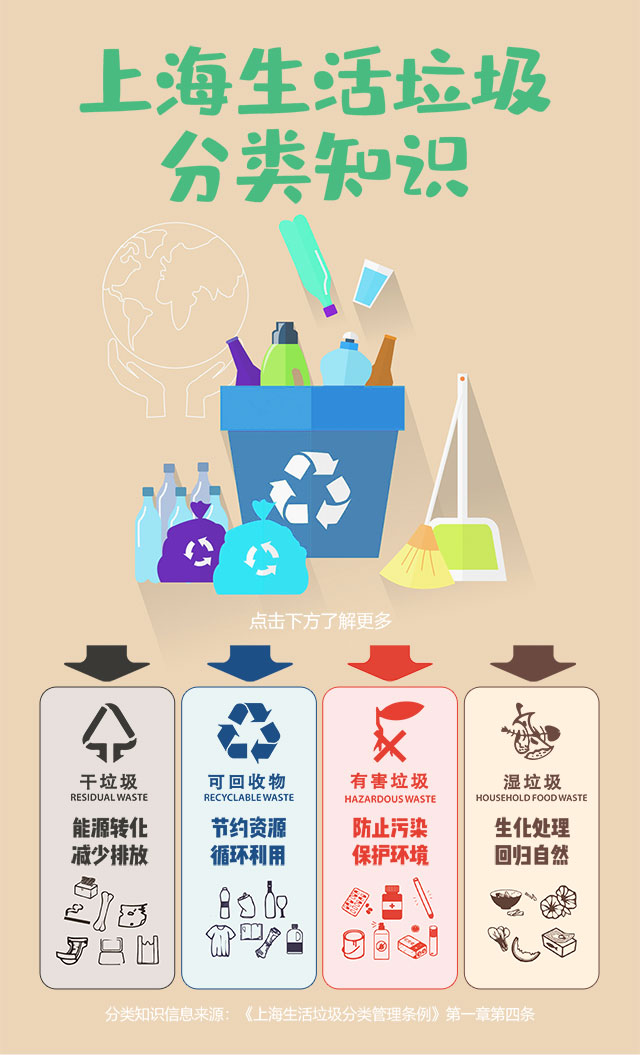 上海生活垃圾
分类知识
点击下方了解更多
干垃圾
RESIDUAL WASTE
能源转化
减少排放
可回收物
RECYCLABLE WASTE
节约资源
循环利用
有害垃圾
HAZARDOUS WASTE
防止污染
保护环境
湿垃圾
HOUSEHOLD FOOD WASTE
生化处理
回归自然
分类知识信息来源：《上海生活垃圾分类管理条例》第一章第四条